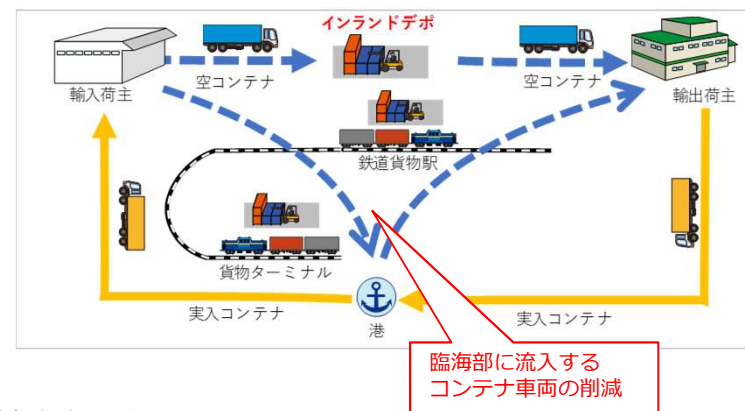 インランドデポ
空コンテナ
空コンテナ
輸入荷主
輸出荷主
鉄道貨物駅
貨物ターミナル
実入コンテナ
実入コンテナ
港
臨海部に流入する
コンテナ車両の削減